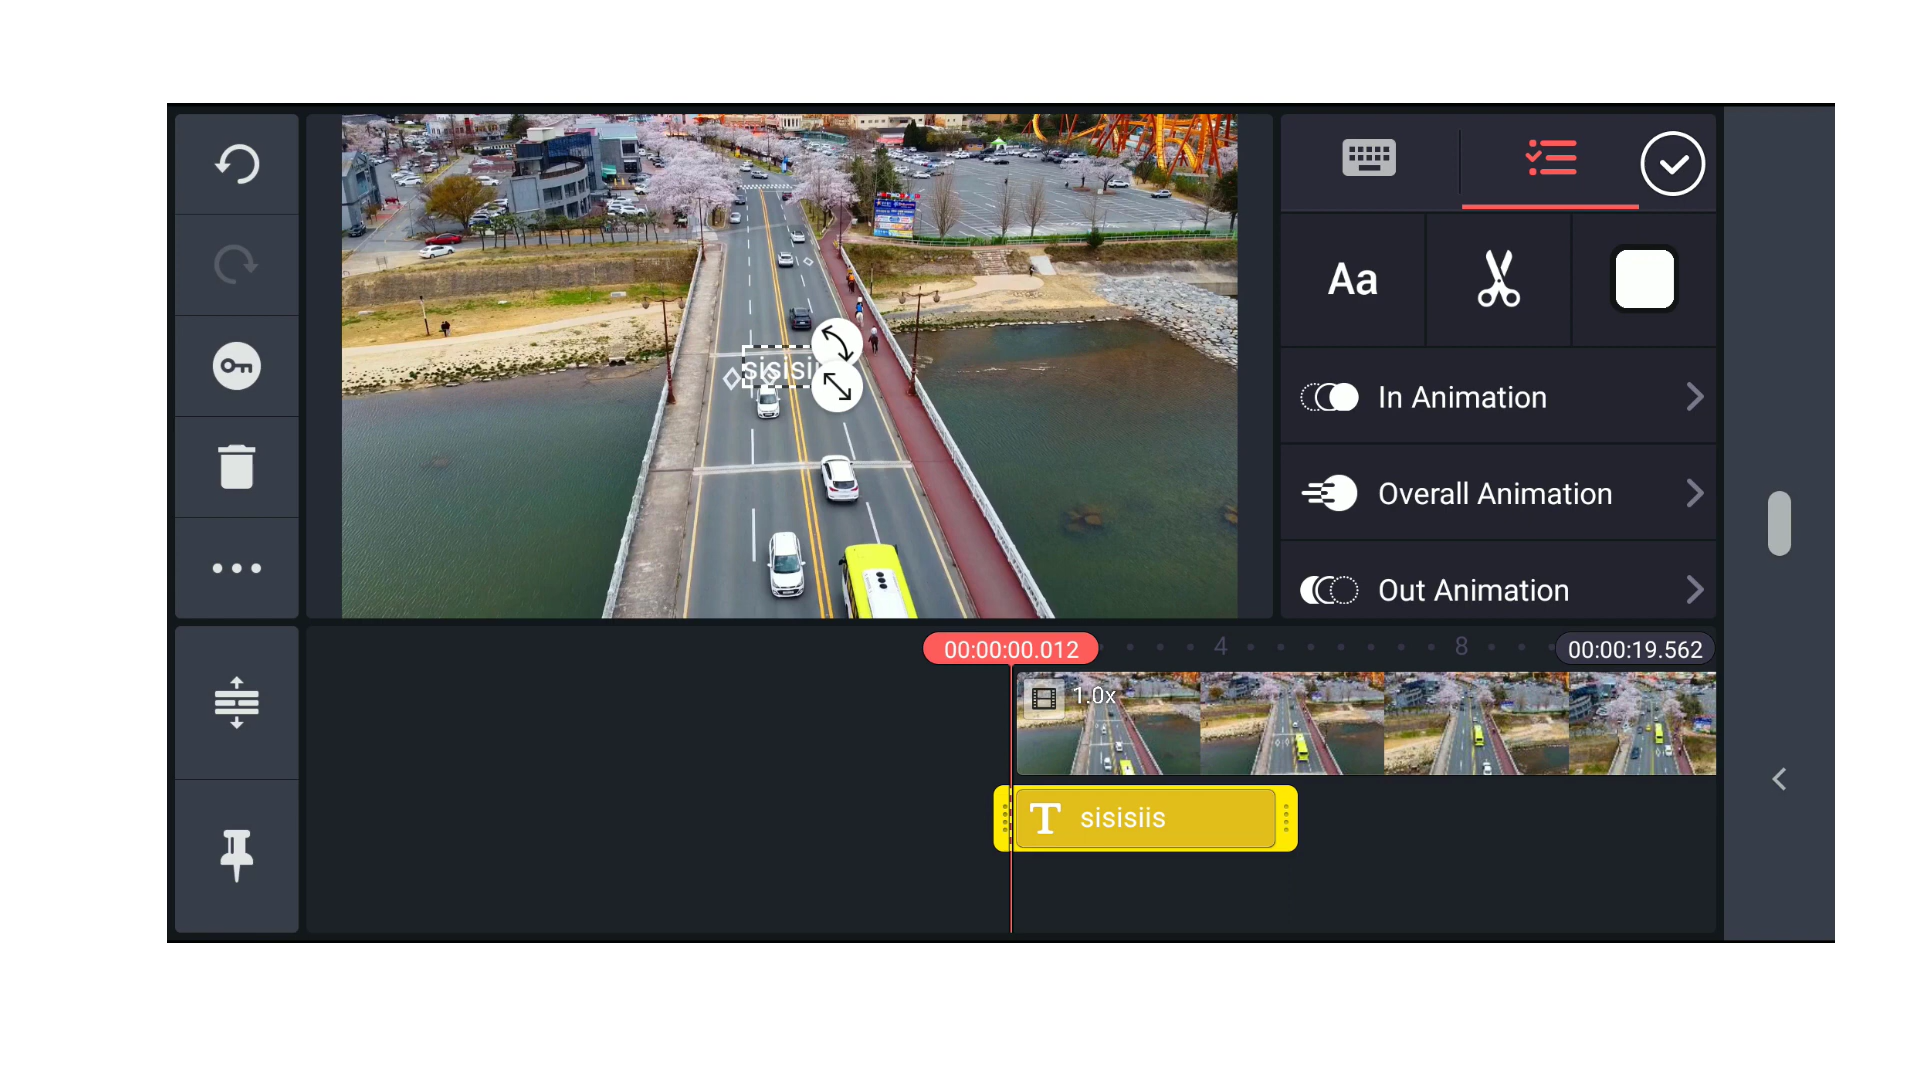 sisisii
Aa
In Animation
Overall Animation
Out Animation
00:00:00.012
4
8
00:00:19.562
1.0x
T sisisiis